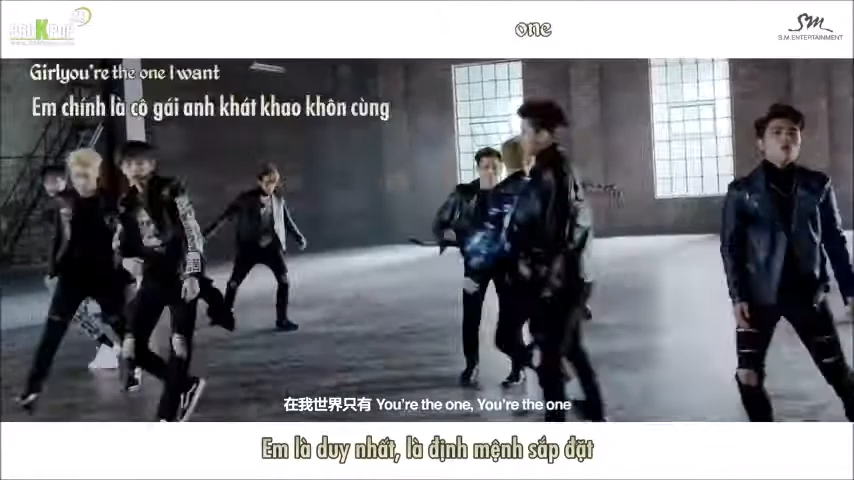 one
S.M. ENTERTAINMENT
Girl you're the one I want
Em chính là cô gái anh khát khao khôn cùng
在我世界只有 You're the one, You're the one
Em là duy nhất, là định mệnh sắp đặt